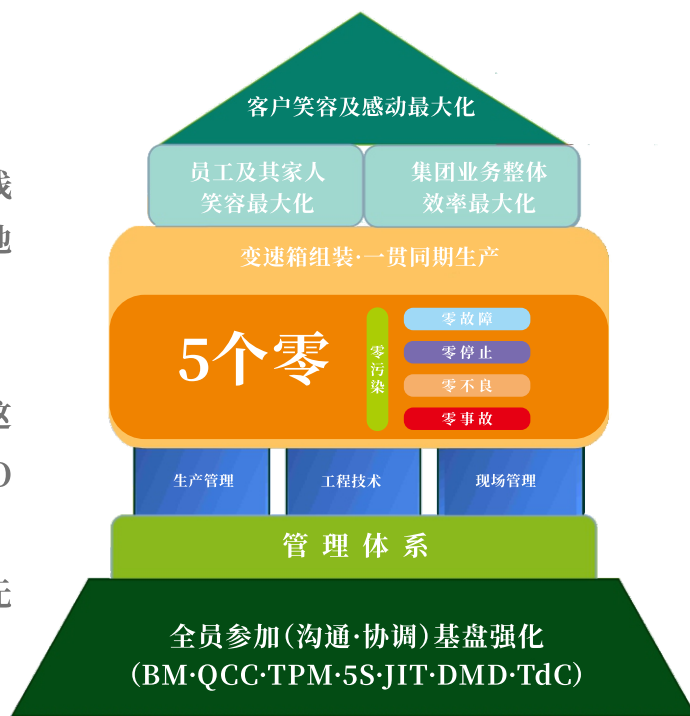 客户笑容及感动最大化
员工及其家人
笑容最大化
集团业务整体
效率最大化
变速箱组装·一贯同期生产
5个零
零污染
零故障
零停止
零不良
零事故
生产管理
工程技术
现场管理
管理体系
全员参加(沟通·协调)基盘强化
(BM·QCC·TPM·5S·JIT·DMD·TdC)